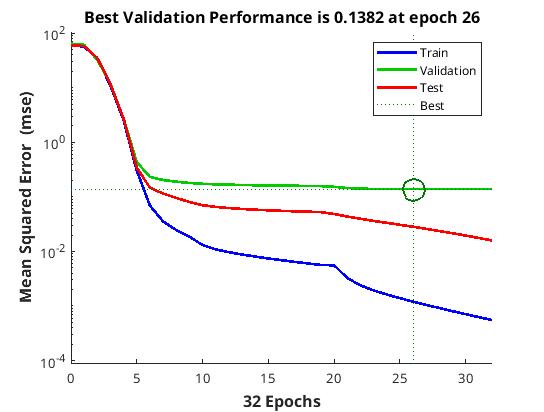 Best Validation Performance is 0.1382 at epoch 26
Mean Squared Error (mse)
10^2
10^0
10^-2
10^-4
Train
Validation
Test
Best
0 5 10 15 20 25 30
32 Epochs